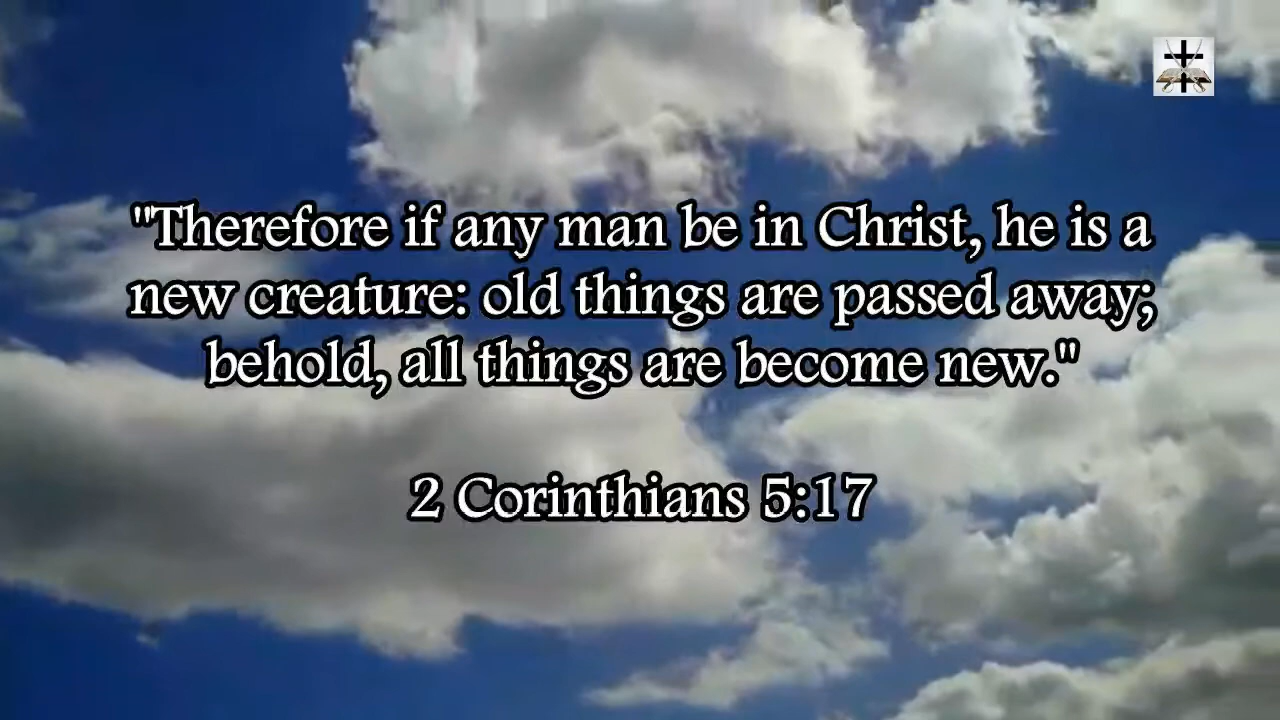 "Therefore if any man be in Christ, he is a
new creature: old things are passed away;
behold, all things are become new."
2 Corinthians 5:17